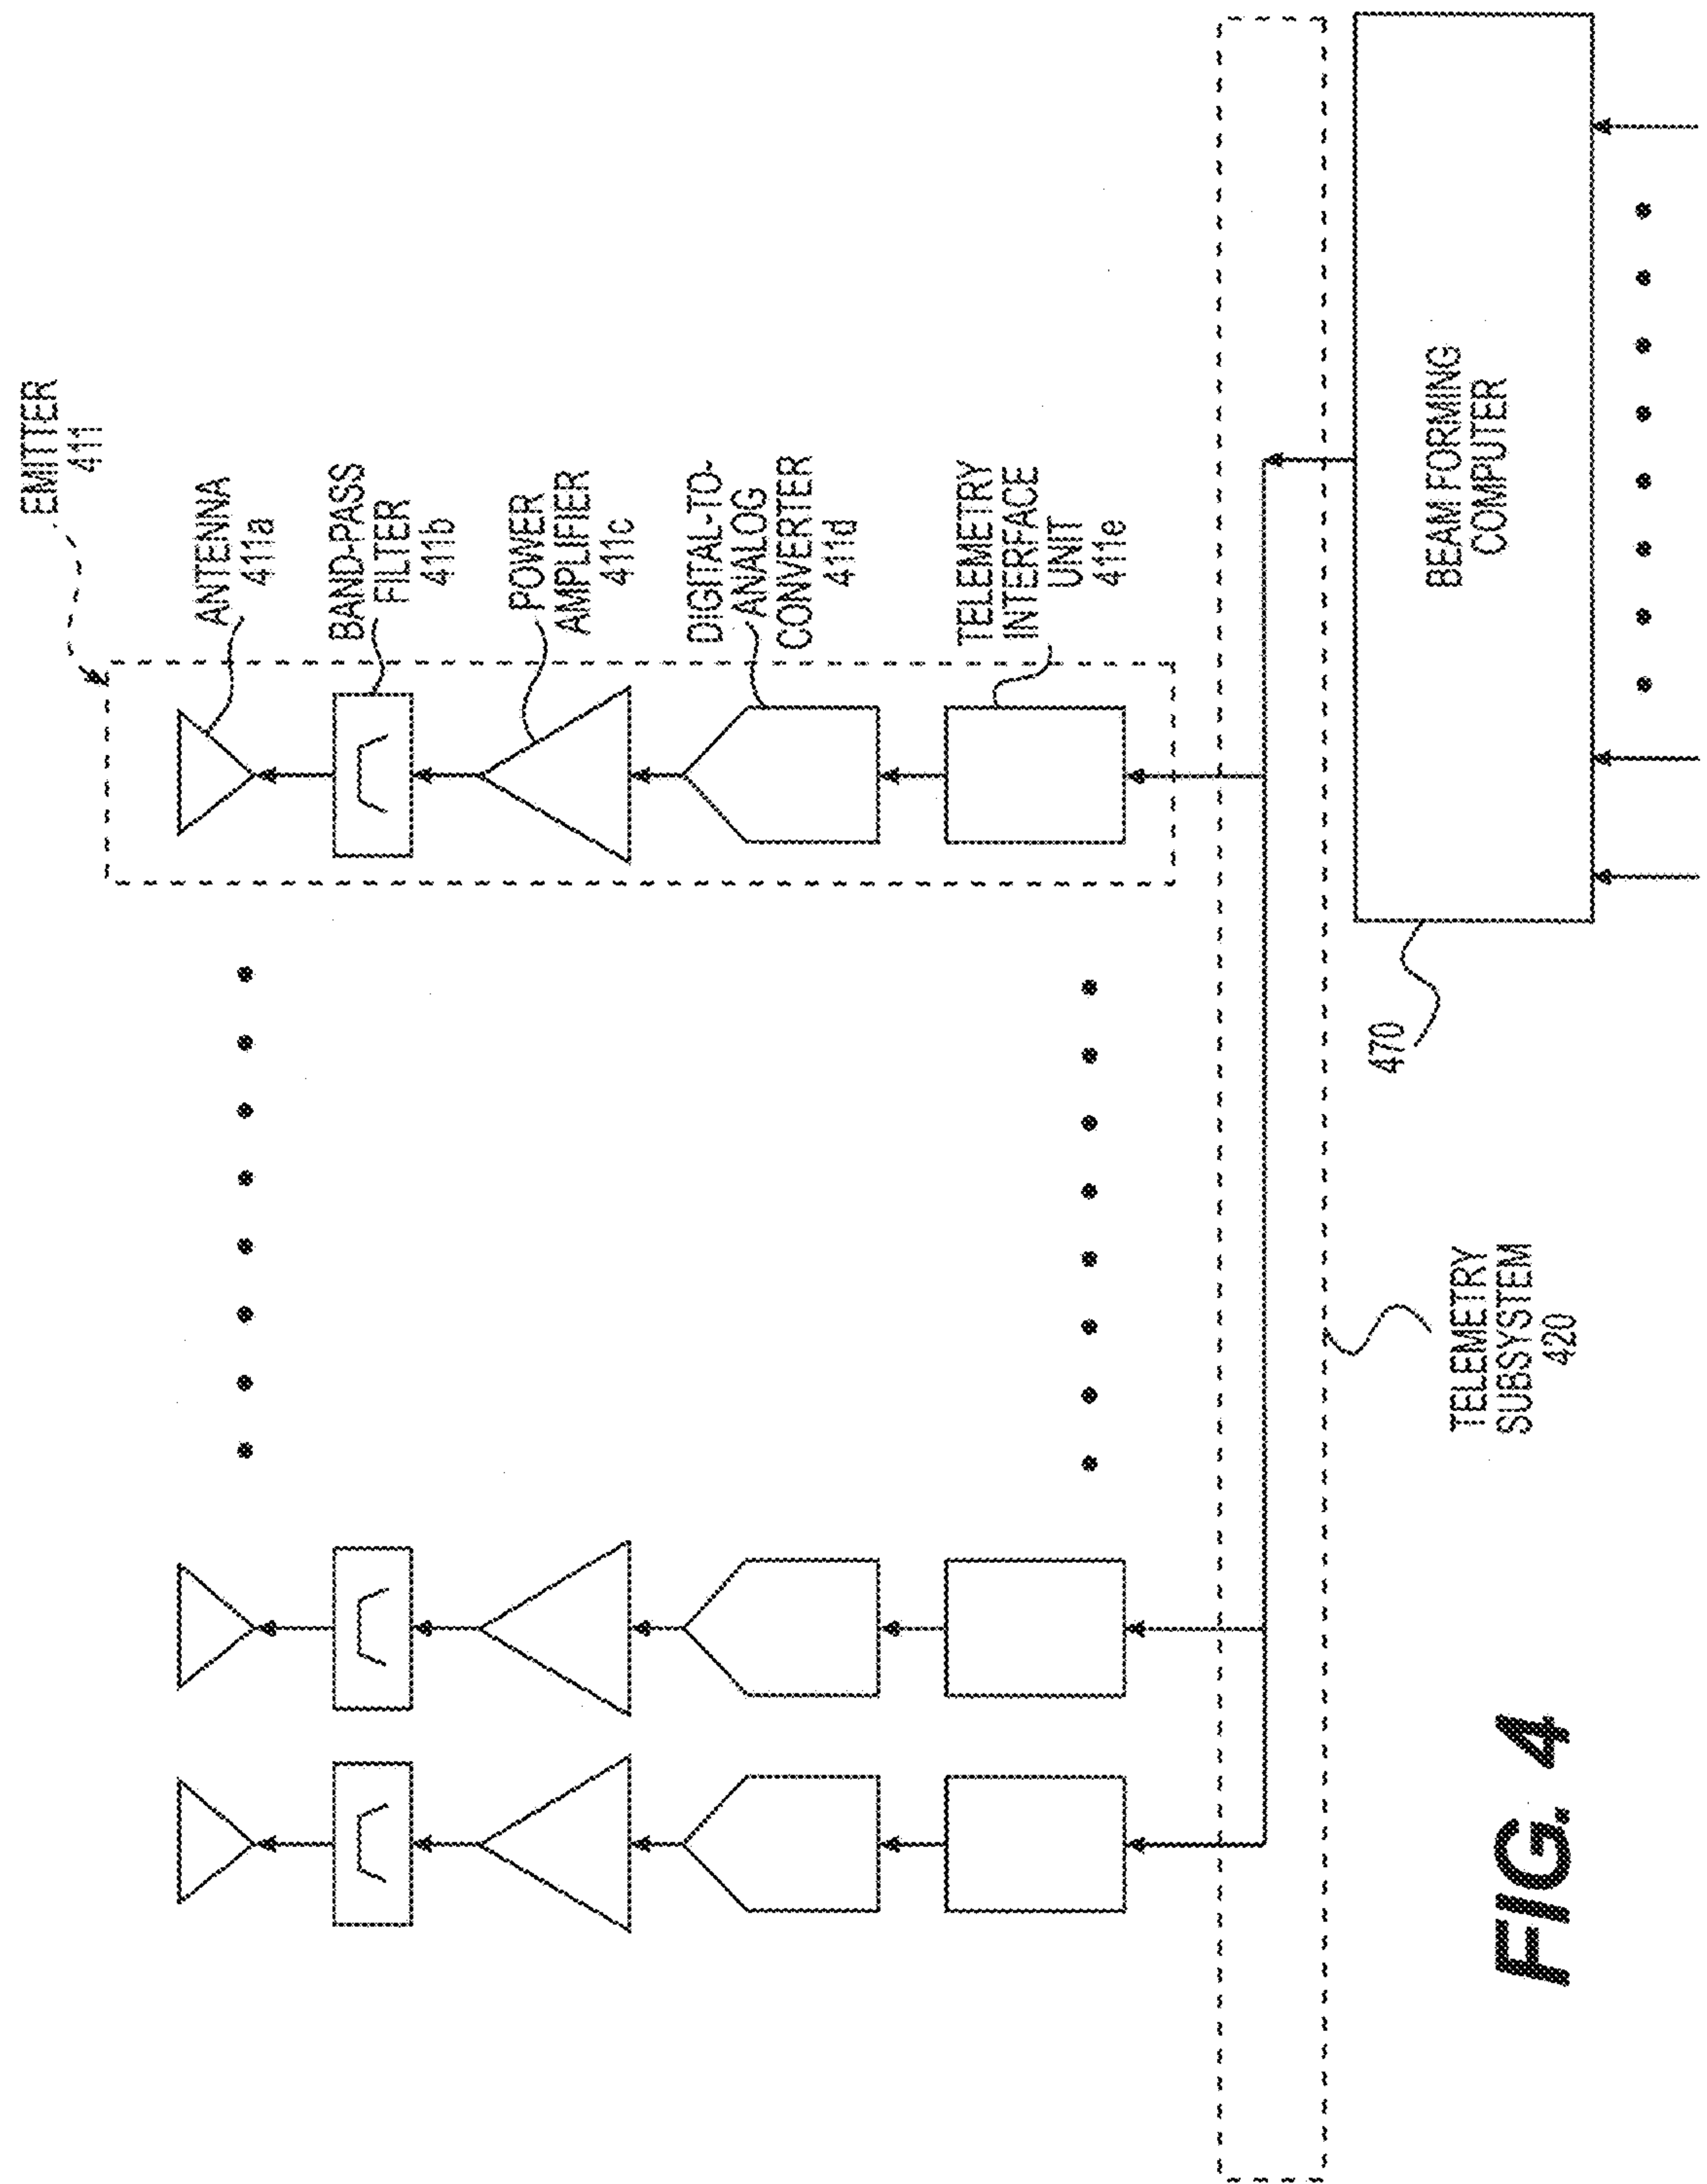 EMITTER
411
ANTENNA
411a
BAND-PASS
FILTER
411b
POWER
AMPLIFIER
411c
DIGITAL-TO-
ANALOG
CONVERTER
411d
TELEMETRY
INTERFACE
UNIT
411e
BEAM FORMING
COMPUTER
470
TELEMETRY
SUBSYSTEM
420
FIG. 4